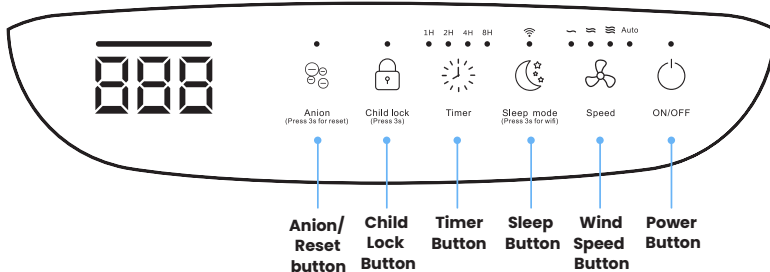 1H 2H 4H 8H Auto
888
Anion Child lock Timer Sleep mode Speed ON/OFF
(Press 3s for reset) (Press 3s) (Press 3s for wifi)
Anion/ Child Timer Sleep Wind Power
Reset Lock Button Button Speed Button
button Button Button